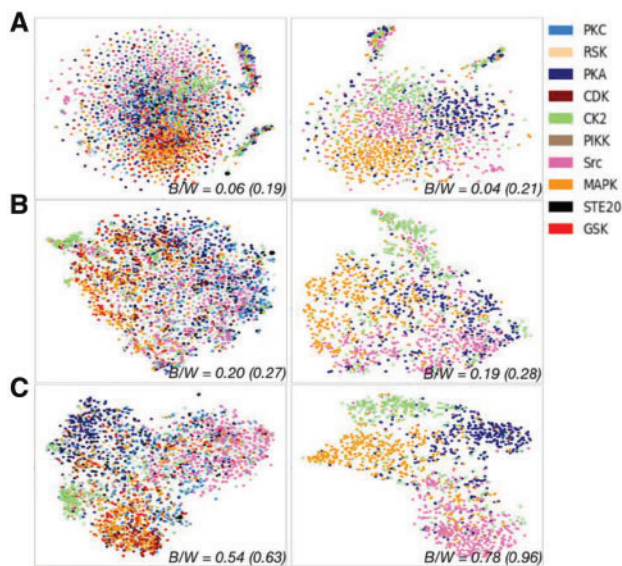 A
B/W = 0.06 (0.19)
B/W = 0.04 (0.21)
PKC
RSK
PKA
CDK
CK2
PIKK
Src
MAPK
STE20
GSK
B
B/W = 0.20 (0.27)
B/W = 0.19 (0.28)
C
B/W = 0.54 (0.63)
B/W = 0.78 (0.96)